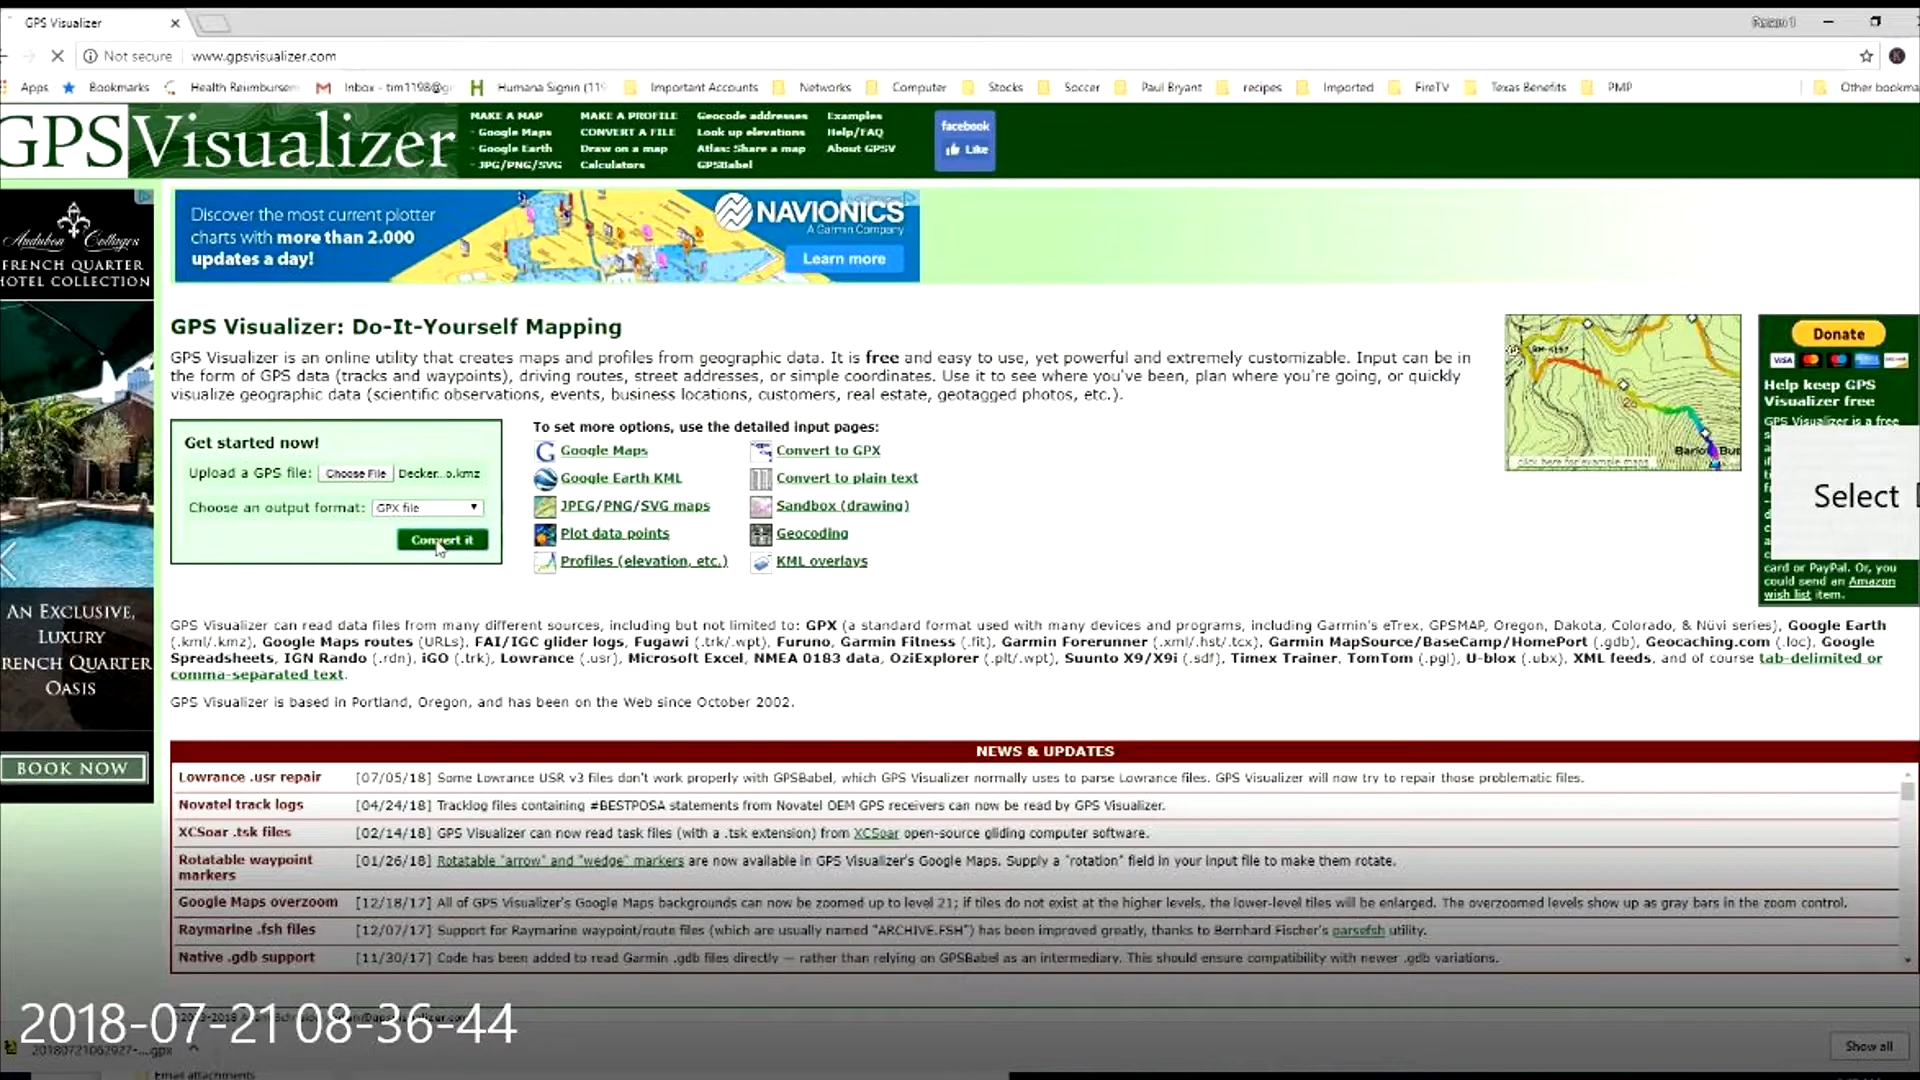 GPS Visualizer
Not secure
www.gpsvisualizer.com
Apps
Bookmarks
Health Reimbursem
Inbox - tim1198@g
Humana Signin (11
Important Accounts
Networks
Computer
Stocks
Soccer
Paul Bryant
recipes
Imported
FireTV
Texas Benefits
PMP
Other bookma
GPSVisualizer
MAKE A MAP
- Google Maps
- Google Earth
- JPG/PNG/SVG
MAKE A PROFILE
CONVERT A FILE
Draw on a map
Calculators
Geocode addresses
Look up elevations
Atlas: Share a map
GPSBabel
Examples
Help/FAQ
About GPSV
facebook
Like
Audubon Cottages
FRENCH QUARTER
HOTEL COLLECTION
AN EXCLUSIVE,
LUXURY
RENCH QUARTER
OASIS
BOOK NOW
Discover the most current plotter
charts with more than 2.000
updates a day!
NAVIONICS
A Garmin Company
Learn more
GPS Visualizer: Do-It-Yourself Mapping
GPS Visualizer is an online utility that creates maps and profiles from geographic data. It is free and easy to use, yet powerful and extremely customizable. Input can be in
the form of GPS data (tracks and waypoints), driving routes, street addresses, or simple coordinates. Use it to see where you've been, plan where you're going, or quickly
visualize geographic data (scientific observations, events, business locations, customers, real estate, geotagged photos, etc.).
Get started now!
Upload a GPS file: Choose File Decker...o.kmz
Choose an output format: GPX file
Convert it
To set more options, use the detailed input pages:
Google Maps
Google Earth KML
JPEG/PNG/SVG maps
Plot data points
Profiles (elevation, etc.)
Convert to GPX
Convert to plain text
Sandbox (drawing)
Geocoding
KML overlays
click here for example maps
Donate
VISA
Help keep GPS
Visualizer free
GPS Visualizer is a free
Select
card or PayPal. Or, you
could send an Amazon
wish list item.
GPS Visualizer can read data files from many different sources, including but not limited to: GPX (a standard format used with many devices and programs, including Garmin's eTrex, GPSMAP, Oregon, Dakota, Colorado, & Nüvi series), Google Earth
(.kml/.kmz), Google Maps routes (URLs), FAI/IGC glider logs, Fugawi (.trk/.wpt), Furuno, Garmin Fitness (.fit), Garmin Forerunner (.xml/.hst/.tcx), Garmin MapSource/BaseCamp/HomePort (.gdb), Geocaching.com (.loc), Google
Spreadsheets, IGN Rando (.rdn), iGO (.trk), Lowrance (.usr), Microsoft Excel, NMEA 0183 data, OziExplorer (.plt/.wpt), Suunto X9/X9i (.sdf), Timex Trainer, TomTom (.pgl), U-blox (.ubx), XML feeds, and of course tab-delimited or
comma-separated text.
GPS Visualizer is based in Portland, Oregon, and has been on the Web since October 2002.
NEWS & UPDATES
Lowrance .usr repair [07/05/18] Some Lowrance USR v3 files don't work properly with GPSBabel, which GPS Visualizer normally uses to parse Lowrance files. GPS Visualizer will now try to repair those problematic files.
Novatel track logs [04/24/18] Tracklog files containing #BESTPOSA statements from Novatel OEM GPS receivers can now be read by GPS Visualizer.
XCSoar .tsk files [02/14/18] GPS Visualizer can now read task files (with a .tsk extension) from XCSoar open-source gliding computer software.
Rotatable waypoint [01/26/18] Rotatable "arrow" and "wedge" markers are now available in GPS Visualizer's Google Maps. Supply a "rotation" field in your input file to make them rotate.
markers
Google Maps overzoom [12/18/17] All of GPS Visualizer's Google Maps backgrounds can now be zoomed up to level 21; if tiles do not exist at the higher levels, the lower-level tiles will be enlarged. The overzoomed levels show up as gray bars in the zoom control.
Raymarine .fsh files [12/07/17] Support for Raymarine waypoint/route files (which are usually named "ARCHIVE.FSH") has been improved greatly, thanks to Bernhard Fischer's parsefsh utility.
Native .gdb support [11/30/17] Code has been added to read Garmin .gdb files directly — rather than relying on GPSBabel as an intermediary. This should ensure compatibility with newer .gdb variations.
2018-07-21 08-36-44
20180721062927-....gpx
Show all
Email attachments